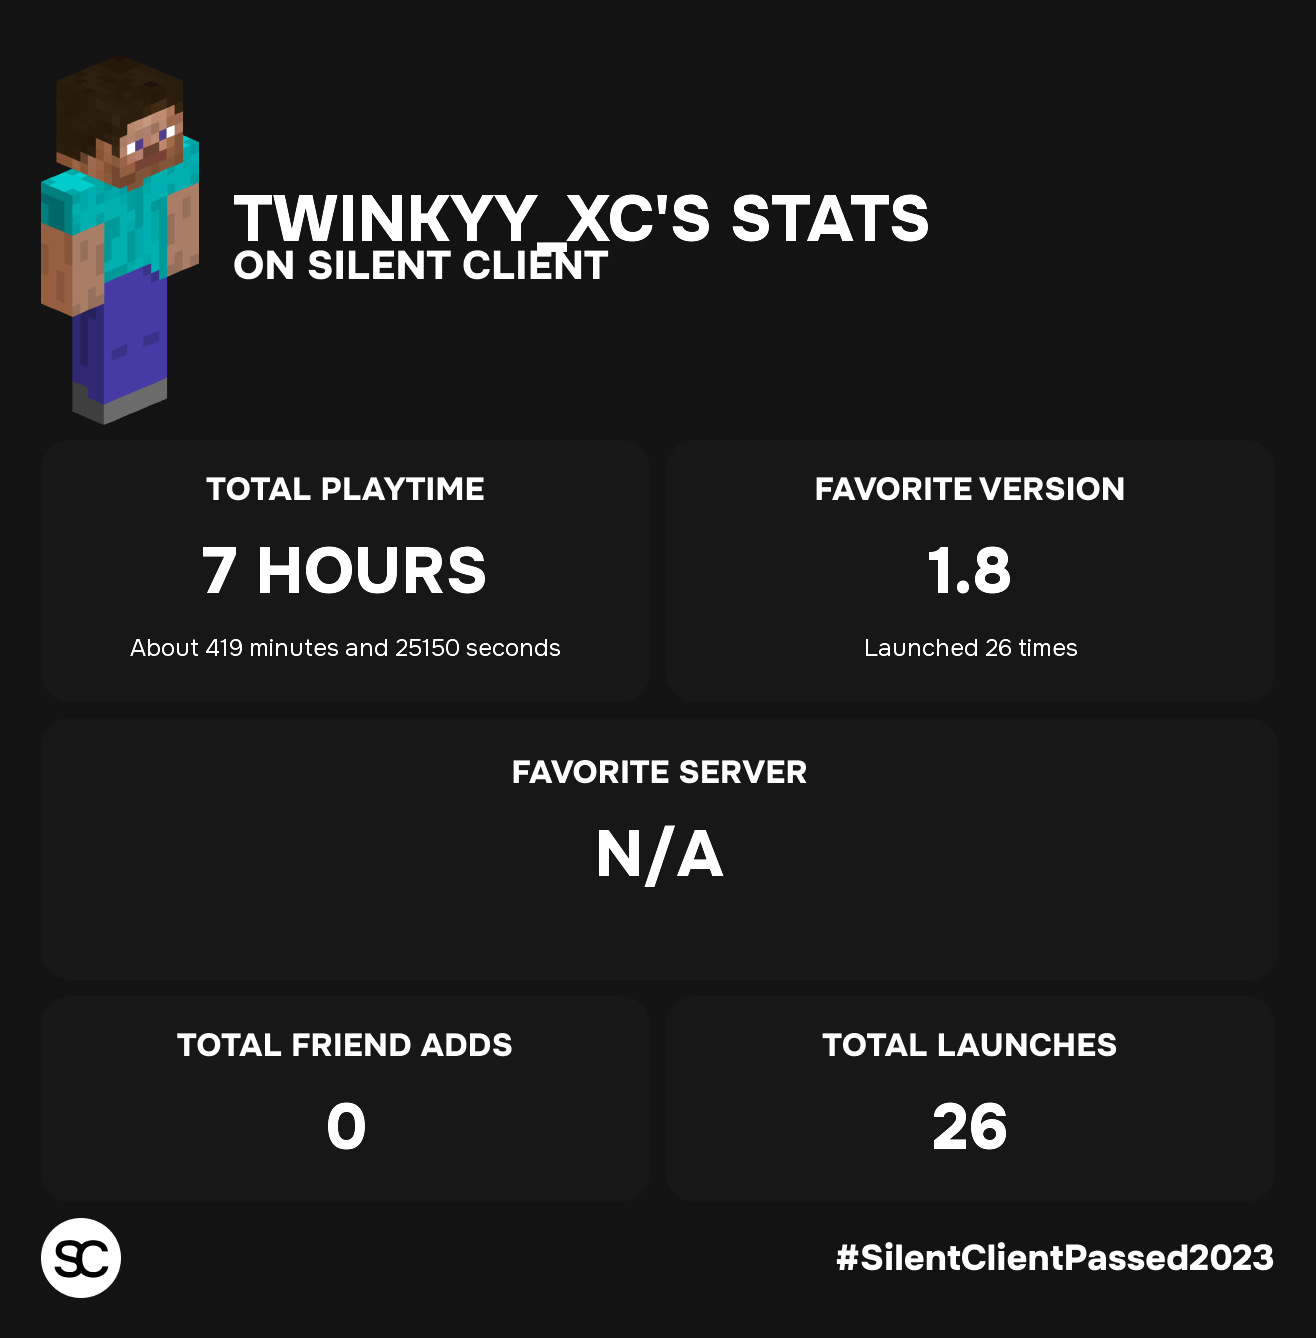 TWINKYY_XC'S STATS
ON SILENT CLIENT
TOTAL PLAYTIME
7 HOURS
About 419 minutes and 25150 seconds
FAVORITE VERSION
1.8
Launched 26 times
FAVORITE SERVER
N/A
TOTAL FRIEND ADDS
0
TOTAL LAUNCHES
26
SC
#SilentClientPassed2023